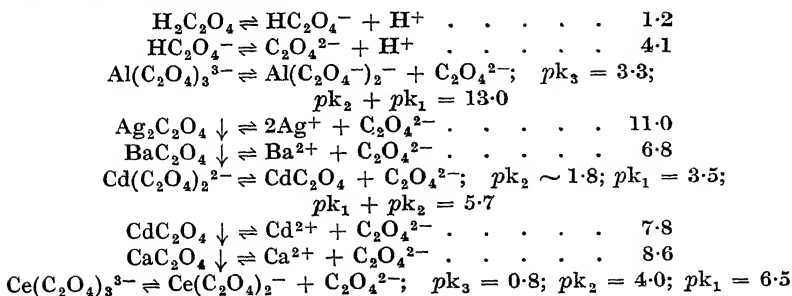 H₂C₂O₄ ⇌ HC₂O₄⁻ + H⁺ . . . . . 1·2
HC₂O₄⁻ ⇌ C₂O₄²⁻ + H⁺ . . . . . 4·1
Al(C₂O₄)₃³⁻ ⇌ Al(C₂O₄⁻)₂⁻ + C₂O₄²⁻; pk₃ = 3·3;
pk₂ + pk₁ = 13·0
Ag₂C₂O₄ ↓ ⇌ 2Ag⁺ + C₂O₄²⁻ . . . . . 11·0
BaC₂O₄ ↓ ⇌ Ba²⁺ + C₂O₄²⁻ . . . . . 6·8
Cd(C₂O₄)₂²⁻ ⇌ CdC₂O₄ + C₂O₄²⁻; pk₂ ∼ 1·8; pk₁ = 3·5;
pk₁ + pk₂ = 5·7
CdC₂O₄ ↓ ⇌ Cd²⁺ + C₂O₄²⁻ . . . . . 7·8
CaC₂O₄ ↓ ⇌ Ca²⁺ + C₂O₄²⁻ . . . . . 8·6
Ce(C₂O₄)₃³⁻ ⇌ Ce(C₂O₄)₂⁻ + C₂O₄²⁻; pk₃ = 0·8; pk₂ = 4·0; pk₁ = 6·5